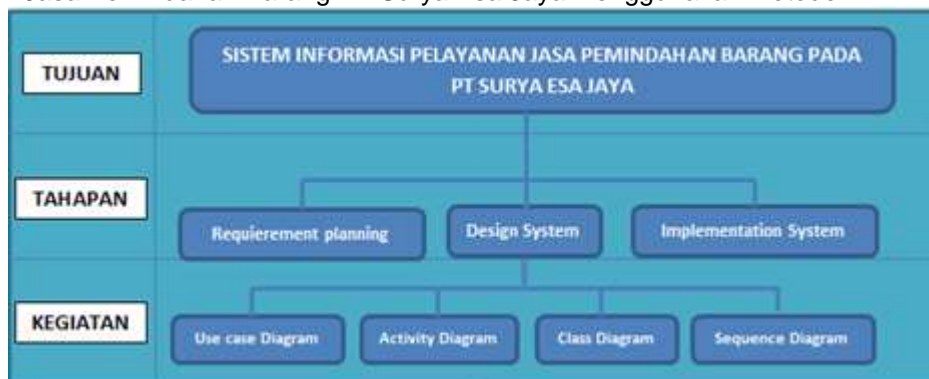 TUJUAN
SISTEM INFORMASI PELAYANAN JASA PEMINDAHAN BARANG PADA
PT SURYA ESA JAYA
TAHAPAN
Requierement planning
Design System
Implementation System
KEGIATAN
Use case Diagram
Activity Diagram
Class Diagram
Sequence Diagram